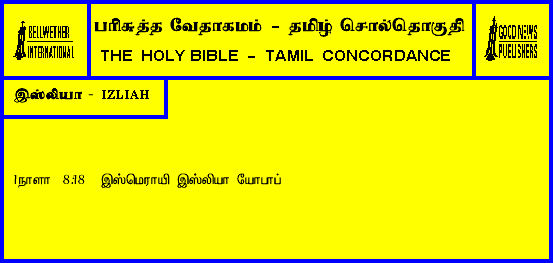 BELLWETHER
INTERNATIONAL
பரிசுத்த வேதாகமம் - தமிழ் சொல்தொகுதி
THE HOLY BIBLE - TAMIL CONCORDANCE
GOOD NEWS
PUBLISHERS
இஸ்லியா - IZLIAH
1நாளா 8:18 இஸ்மெராயி இஸ்லியா யோபாப்